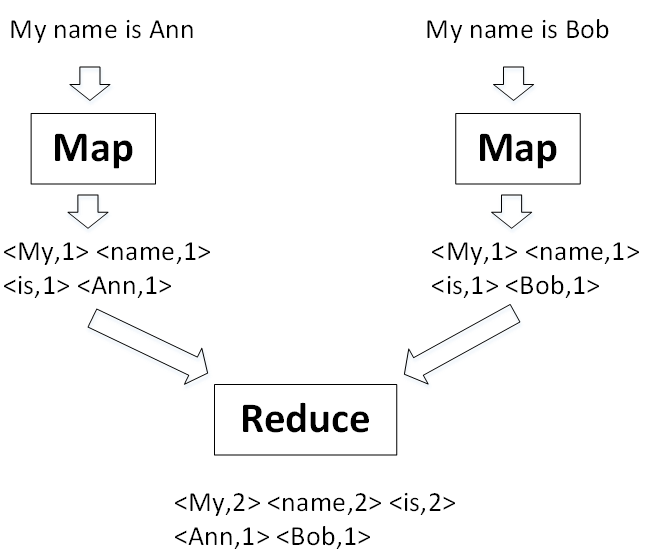 My name is Ann
My name is Bob
Map
Map
<My,1> <name,1>
<is,1> <Ann,1>
<My,1> <name,1>
<is,1> <Bob,1>
Reduce
<My,2> <name,2> <is,2>
<Ann,1> <Bob,1>